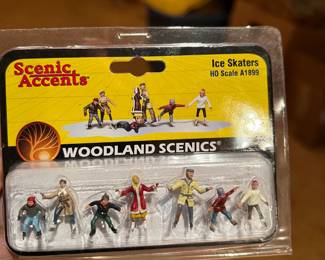 Scenic
Accents®
Ice Skaters
HO Scale A1899
WOODLAND SCENICS®